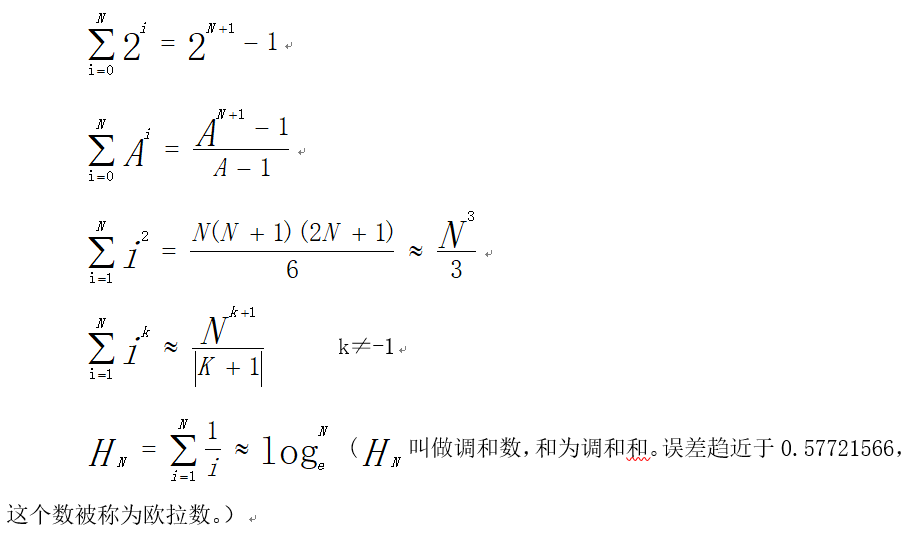 $\sum_{i=0}^{N} 2^{i} = 2^{N+1} - 1$
$\sum_{i=0}^{N} A^{i} = \frac{A^{N+1} - 1}{A - 1}$
$\sum_{i=1}^{N} i^{2} = \frac{N(N + 1)(2N + 1)}{6} \approx \frac{N^{3}}{3}$
$\sum_{i=1}^{N} i^{k} \approx \frac{N^{k+1}}{|K + 1|}$ k≠-1
$H_{N} = \sum_{i=1}^{N} \frac{1}{i} \approx \log_{e}^{N}$（$H_{N}$叫做调和数，和为调和和。误差趋近于0.57721566，
这个数被称为欧拉数。）